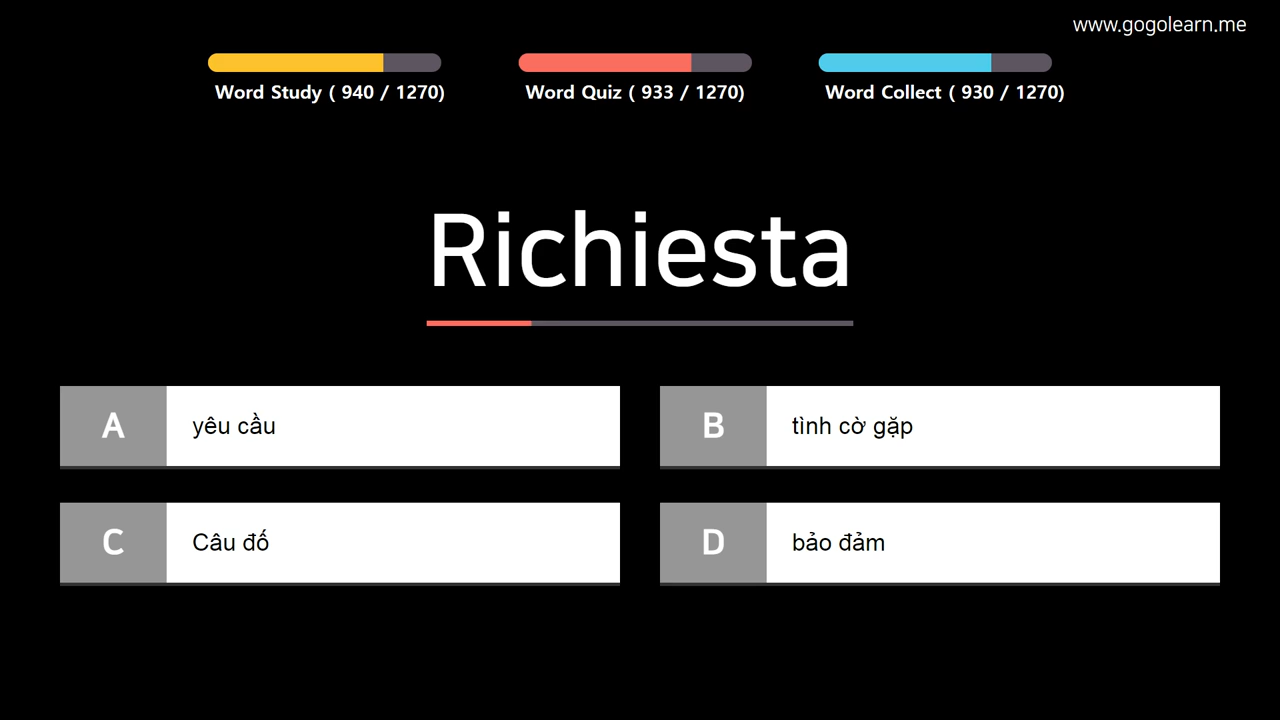 www.gogolearn.me
Word Study ( 940 / 1270)
Word Quiz ( 933 / 1270)
Word Collect ( 930 / 1270)
Richiesta
A yêu cầu
B tình cờ gặp
C Câu đố
D bảo đảm